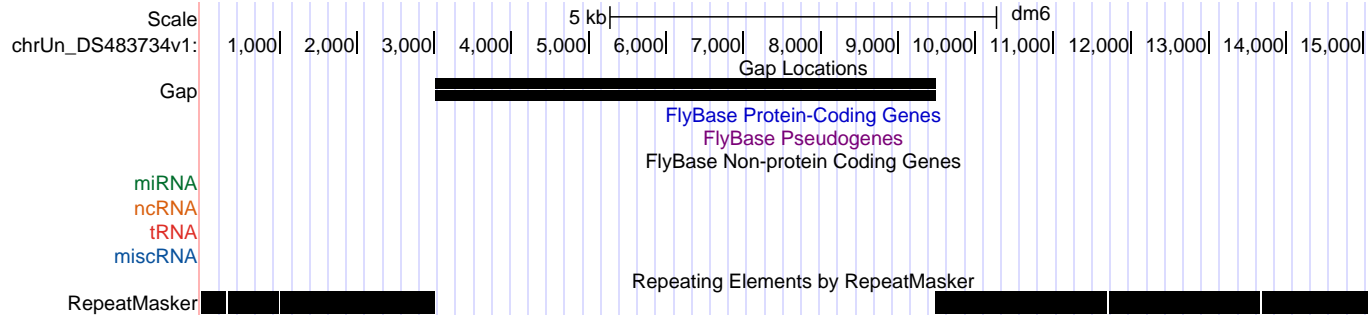 Scale 5 kb dm6
chrUn_DS483734v1: 1,000 2,000 3,000 4,000 5,000 6,000 7,000 8,000 9,000 10,000 11,000 12,000 13,000 14,000 15,000
Gap Locations
Gap
FlyBase Protein-Coding Genes
FlyBase Pseudogenes
FlyBase Non-protein Coding Genes
miRNA
ncRNA
tRNA
miscRNA
Repeating Elements by RepeatMasker
RepeatMasker